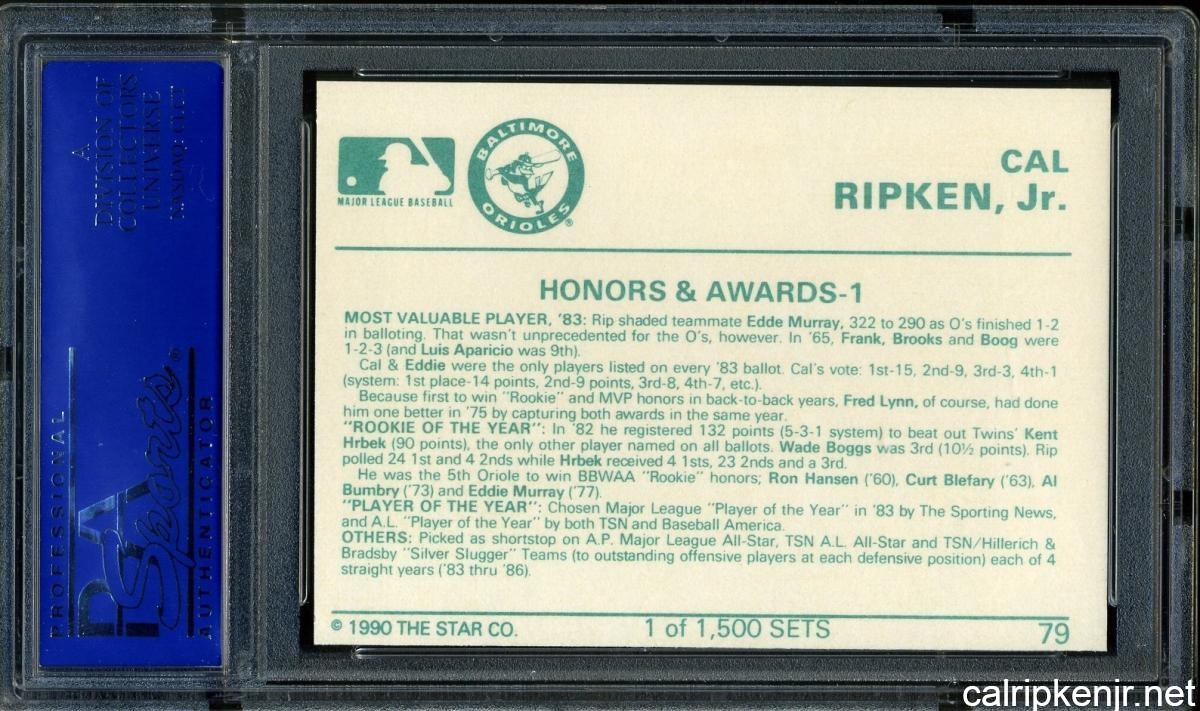 A
DIVISION OF
COLLECTORS
UNIVERSE
NASDAQ: CLCT
PROFESSIONAL
PSA
Sports®
AUTHENTICATOR
MAJOR LEAGUE BASEBALL
BALTIMORE
ORIOLES®
CAL
RIPKEN, Jr.
HONORS & AWARDS-1
MOST VALUABLE PLAYER, '83: Rip shaded teammate Edde Murray, 322 to 290 as O's finished 1-2
in balloting. That wasn't unprecedented for the O's, however. In '65, Frank, Brooks and Boog were
1-2-3 (and Luis Aparicio was 9th).
Cal & Eddie were the only players listed on every '83 ballot. Cal's vote: 1st-15, 2nd-9, 3rd-3, 4th-1
(system: 1st place-14 points, 2nd-9 points, 3rd-8, 4th-7, etc.).
Because first to win "Rookie" and MVP honors in back-to-back years, Fred Lynn, of course, had done
him one better in '75 by capturing both awards in the same year.
"ROOKIE OF THE YEAR": In '82 he registered 132 points (5-3-1 system) to beat out Twins' Kent
Hrbek (90 points), the only other player named on all ballots. Wade Boggs was 3rd (10½ points). Rip
polled 24 1st and 4 2nds while Hrbek received 4 1sts, 23 2nds and a 3rd.
He was the 5th Oriole to win BBWAA "Rookie" honors; Ron Hansen ('60), Curt Blefary ('63), Al
Bumbry ('73) and Eddie Murray ('77).
"PLAYER OF THE YEAR": Chosen Major League "Player of the Year" in '83 by The Sporting News,
and A.L. "Player of the Year" by both TSN and Baseball America.
OTHERS: Picked as shortstop on A.P. Major League All-Star, TSN A.L. All-Star and TSN/Hillerich &
Bradsby "Silver Slugger" Teams (to outstanding offensive players at each defensive position) each of 4
straight years ('83 thru '86).
© 1990 THE STAR CO.
1 of 1,500 SETS
79
calripkenjr.net